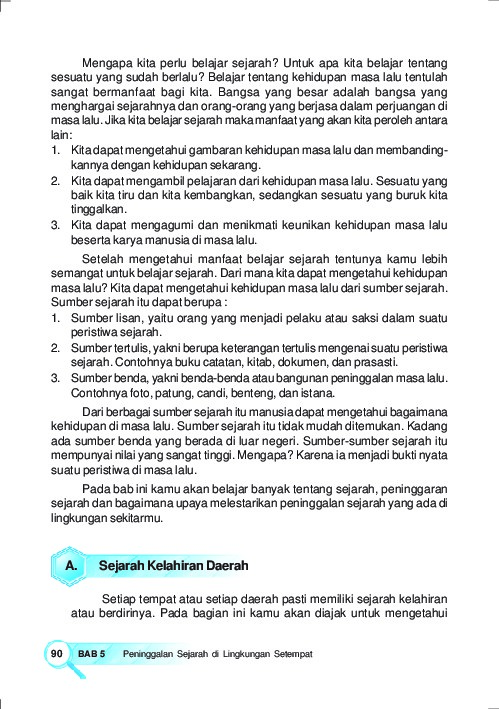 Mengapa kita perlu belajar sejarah? Untuk apa kita belajar tentang
sesuatu yang sudah berlalu? Belajar tentang kehidupan masa lalu tentulah
sangat bermanfaat bagi kita. Bangsa yang besar adalah bangsa yang
menghargai sejarahnya dan orang-orang yang berjasa dalam perjuangan di
masa lalu. Jika kita belajar sejarah maka manfaat yang akan kita peroleh antara
lain:
1. Kita dapat mengetahui gambaran kehidupan masa lalu dan membanding-
kannya dengan kehidupan sekarang.
2. Kita dapat mengambil pelajaran dari kehidupan masa lalu. Sesuatu yang
baik kita tiru dan kita kembangkan, sedangkan sesuatu yang buruk kita
tinggalkan.
3. Kita dapat mengagumi dan menikmati keunikan kehidupan masa lalu
beserta karya manusia di masa lalu.
Setelah mengetahui manfaat belajar sejarah tentunya kamu lebih
semangat untuk belajar sejarah. Dari mana kita dapat mengetahui kehidupan
masa lalu? Kita dapat mengetahui kehidupan masa lalu dari sumber sejarah.
Sumber sejarah itu dapat berupa :
1. Sumber lisan, yaitu orang yang menjadi pelaku atau saksi dalam suatu
peristiwa sejarah.
2. Sumber tertulis, yakni berupa keterangan tertulis mengenai suatu peristiwa
sejarah. Contohnya buku catatan, kitab, dokumen, dan prasasti.
3. Sumber benda, yakni benda-benda atau bangunan peninggalan masa lalu.
Contohnya foto, patung, candi, benteng, dan istana.
Dari berbagai sumber sejarah itu manusia dapat mengetahui bagaimana
kehidupan di masa lalu. Sumber sejarah itu tidak mudah ditemukan. Kadang
ada sumber benda yang berada di luar negeri. Sumber-sumber sejarah itu
mempunyai nilai yang sangat tinggi. Mengapa? Karena ia menjadi bukti nyata
suatu peristiwa di masa lalu.
Pada bab ini kamu akan belajar banyak tentang sejarah, peninggaran
sejarah dan bagaimana upaya melestarikan peninggalan sejarah yang ada di
lingkungan sekitarmu.
A. Sejarah Kelahiran Daerah
Setiap tempat atau setiap daerah pasti memiliki sejarah kelahiran
atau berdirinya. Pada bagian ini kamu akan diajak untuk mengetahui
90 BAB 5 Peninggalan Sejarah di Lingkungan Setempat